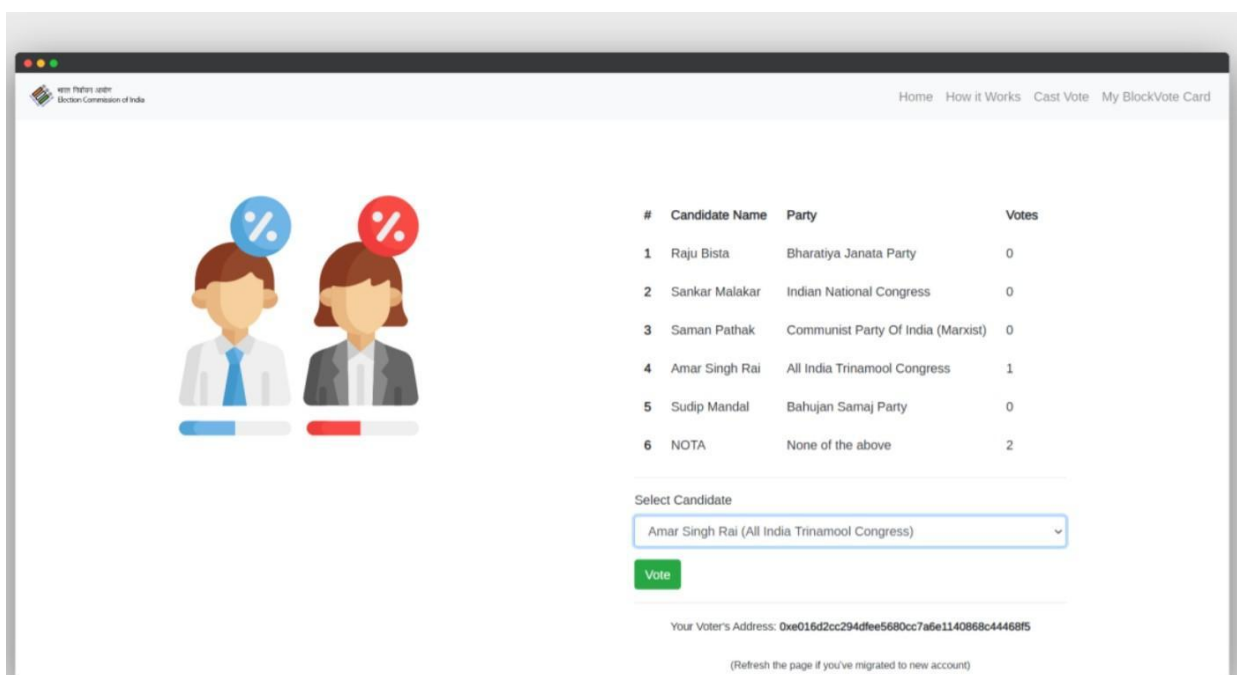 भारत निर्वाचन आयोग
Election Commission of India
Home How it Works Cast Vote My BlockVote Card
# Candidate Name Party Votes
1 Raju Bista Bharatiya Janata Party 0
2 Sankar Malakar Indian National Congress 0
3 Saman Pathak Communist Party Of India (Marxist) 0
4 Amar Singh Rai All India Trinamool Congress 1
5 Sudip Mandal Bahujan Samaj Party 0
6 NOTA None of the above 2
Select Candidate
Amar Singh Rai (All India Trinamool Congress)
Vote
Your Voter's Address: 0xe016d2cc294dfee5680cc7a6e1140868c44468f5
(Refresh the page if you've migrated to new account)